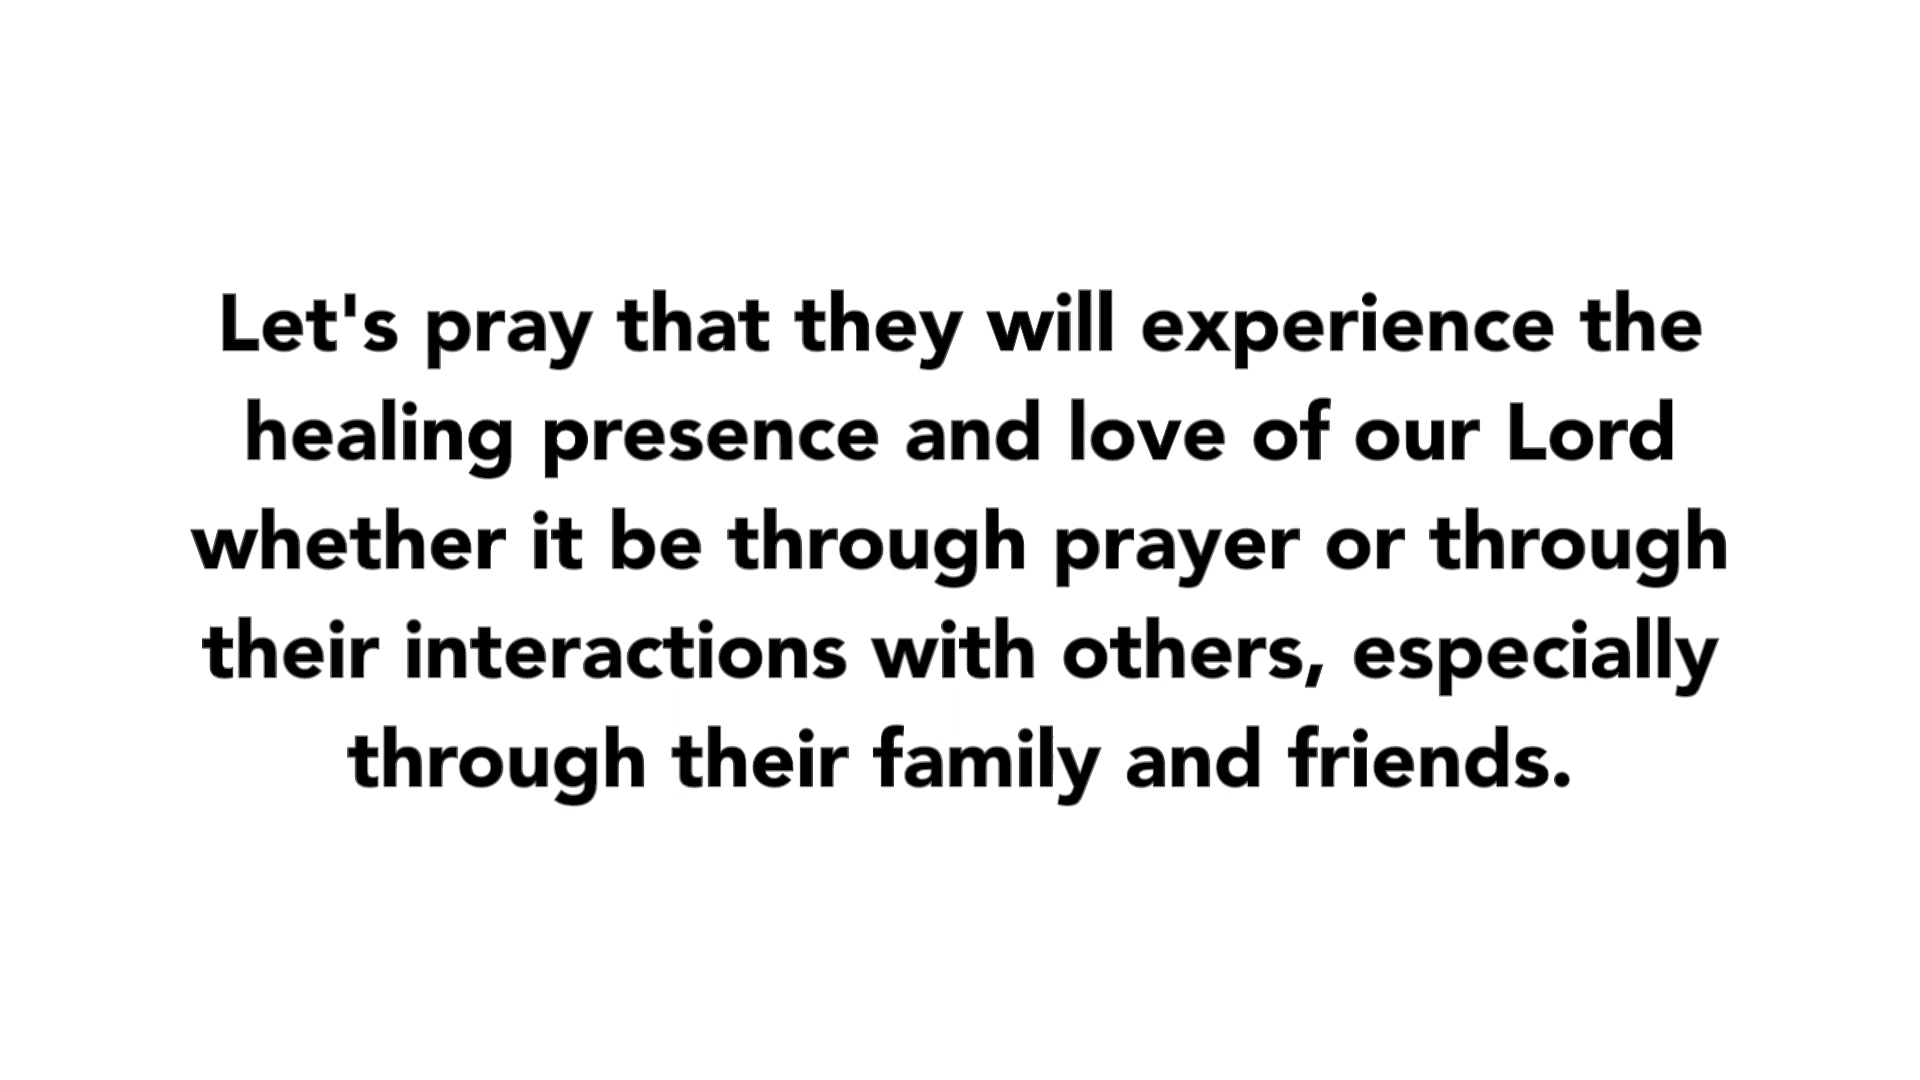 Let's pray that they will experience the
healing presence and love of our Lord
whether it be through prayer or through
their interactions with others, especially
through their family and friends.